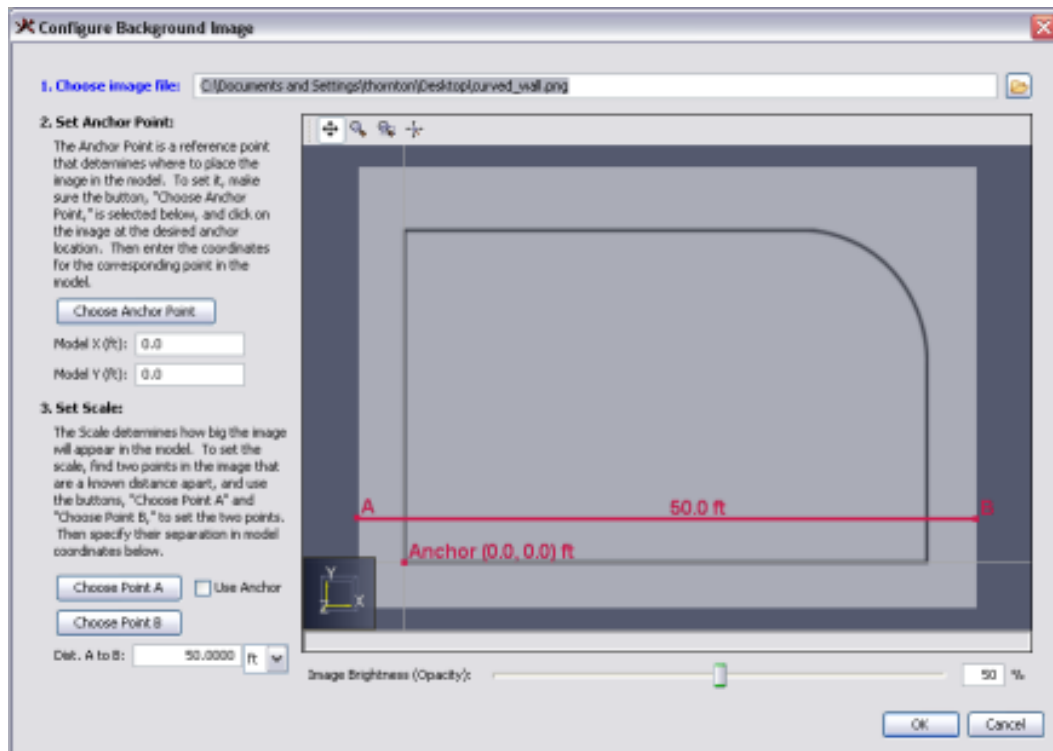 Configure Background Image
1. Choose image file:
C:\Documents and Settings\thornton\Desktop\curved_wall.png
2. Set Anchor Point:
The Anchor Point is a reference point
that determines where to place the
image in the model. To set it, make
sure the button, "Choose Anchor
Point," is selected below, and click on
the image at the desired anchor
location. Then enter the coordinates
for the corresponding point in the
model.
Choose Anchor Point
Model X (ft): 0.0
Model Y (ft): 0.0
3. Set Scale:
The Scale determines how big the image
will appear in the model. To set the
scale, find two points in the image that
are a known distance apart, and use
the buttons, "Choose Point A" and
"Choose Point B," to set the two points.
Then specify their separation in model
coordinates below.
Choose Point A
Use Anchor
Choose Point B
Dist. A to B: 50.0000 ft
A
50.0 ft
B
Anchor (0.0, 0.0) ft
Y
Z
X
Image Brightness (Opacity):
50 %
OK
Cancel